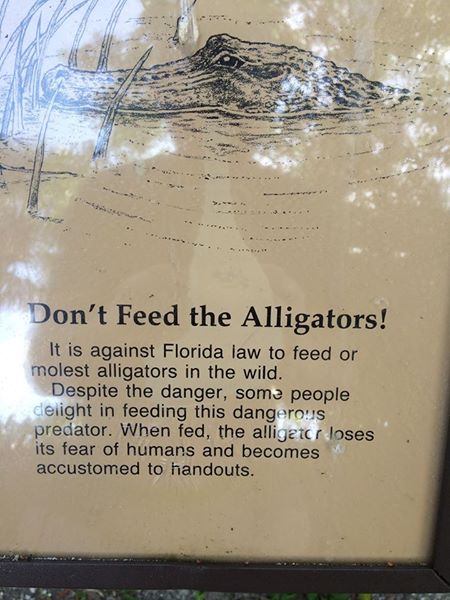 Don't Feed the Alligators!
It is against Florida law to feed or
molest alligators in the wild.
Despite the danger, some people
delight in feeding this dangerous
predator. When fed, the alligator loses
its fear of humans and becomes
accustomed to handouts.